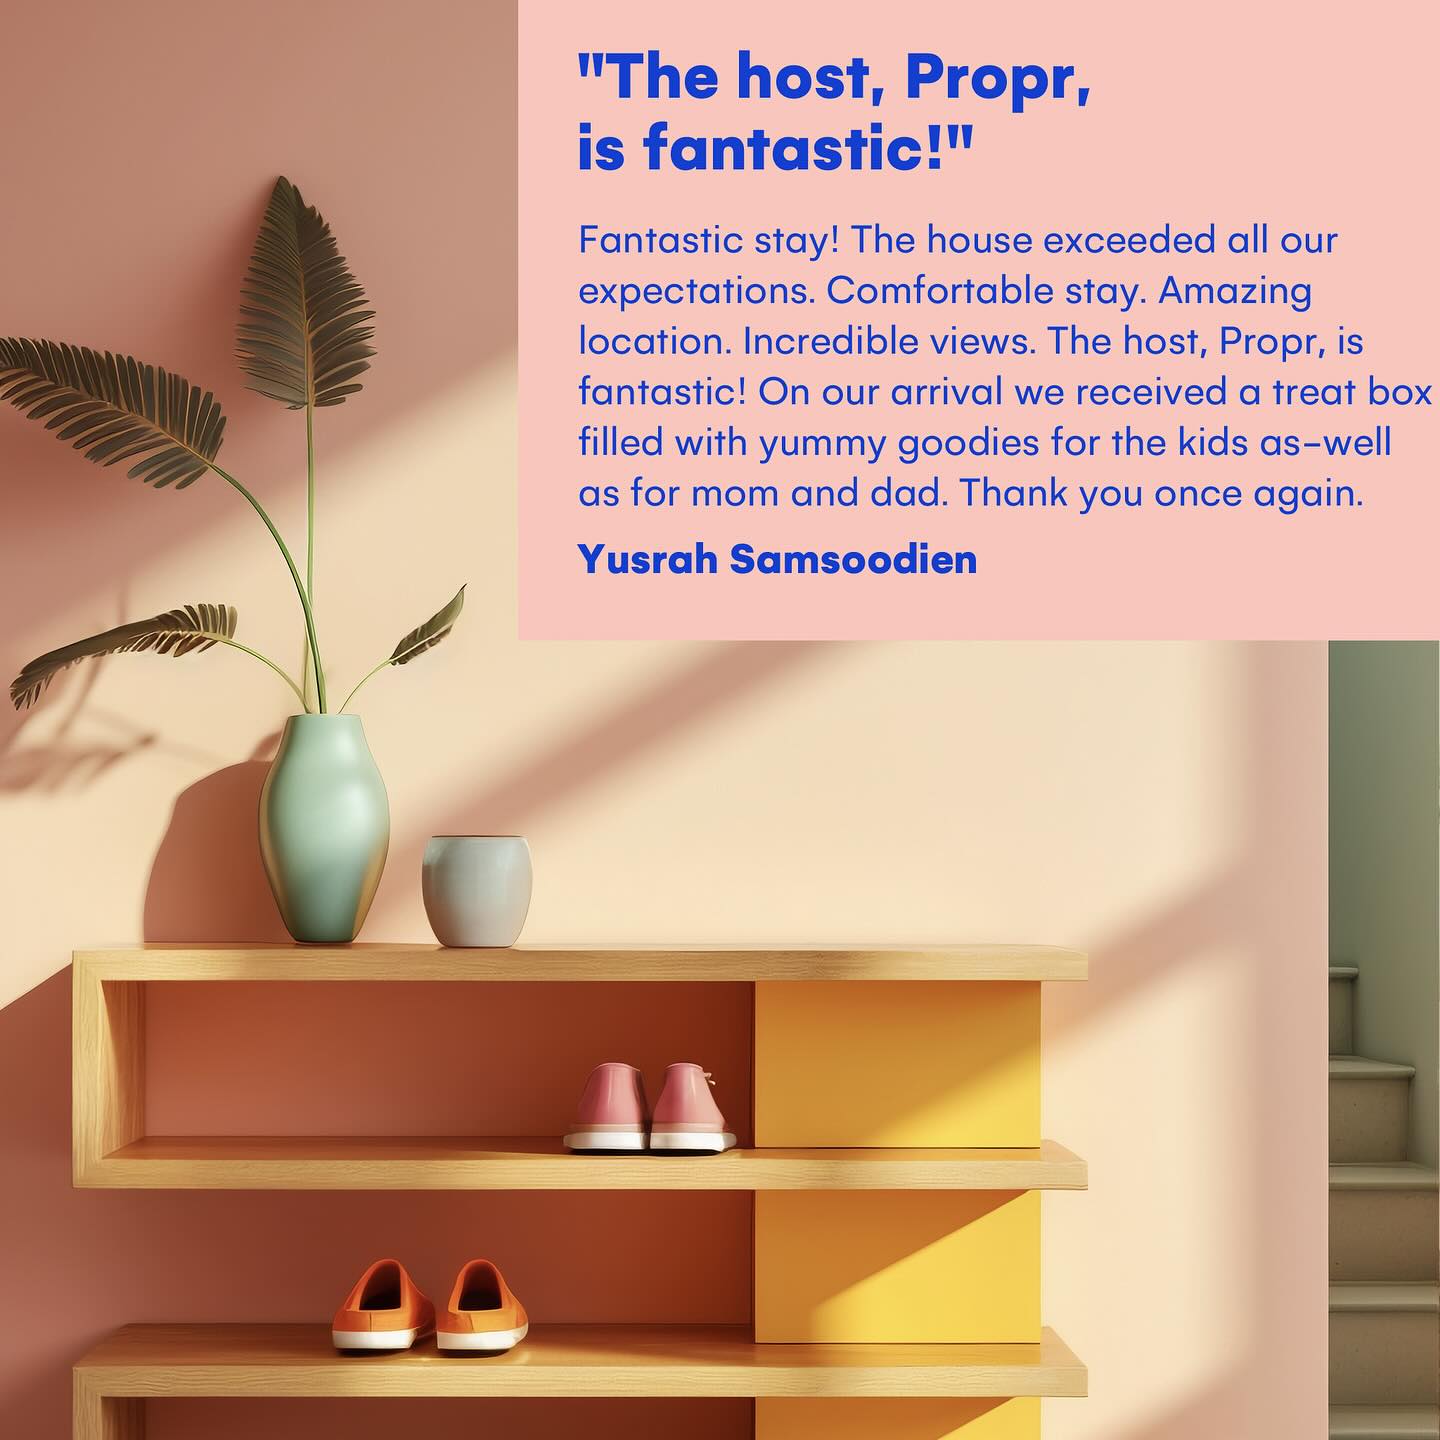 "The host, Propr,
is fantastic!"
Fantastic stay! The house exceeded all our
expectations. Comfortable stay. Amazing
location. Incredible views. The host, Propr, is
fantastic! On our arrival we received a treat box
filled with yummy goodies for the kids as-well
as for mom and dad. Thank you once again.
Yusrah Samsoodien